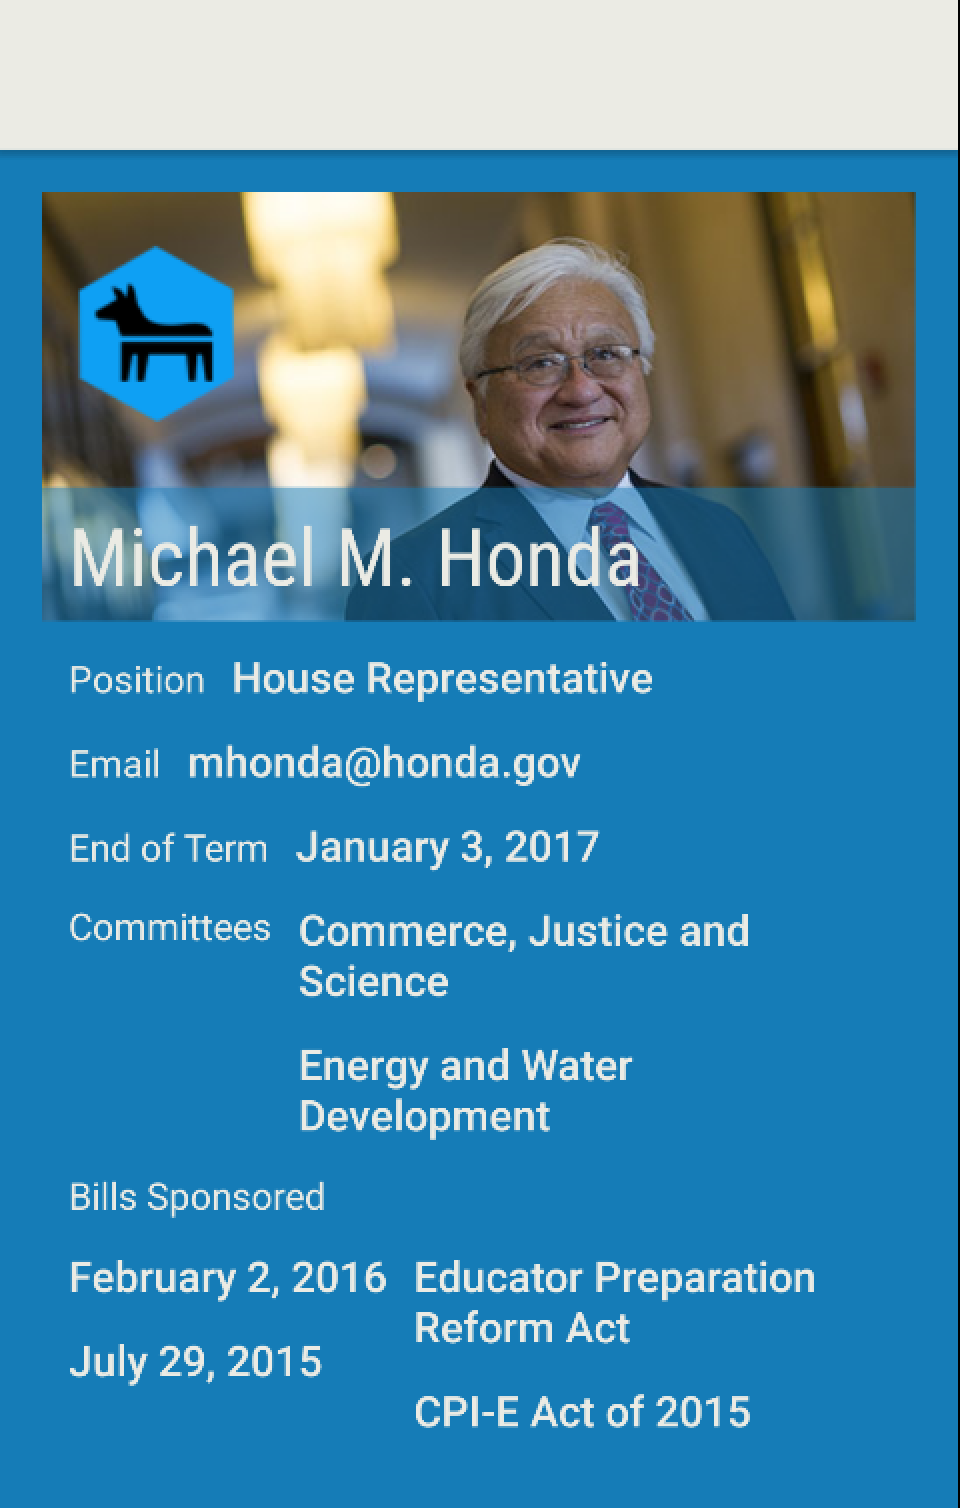 Michael M. Honda
Position House Representative
Email mhonda@honda.gov
End of Term January 3, 2017
Committees Commerce, Justice and
Science
Energy and Water
Development
Bills Sponsored
February 2, 2016 Educator Preparation
Reform Act
July 29, 2015
CPI-E Act of 2015